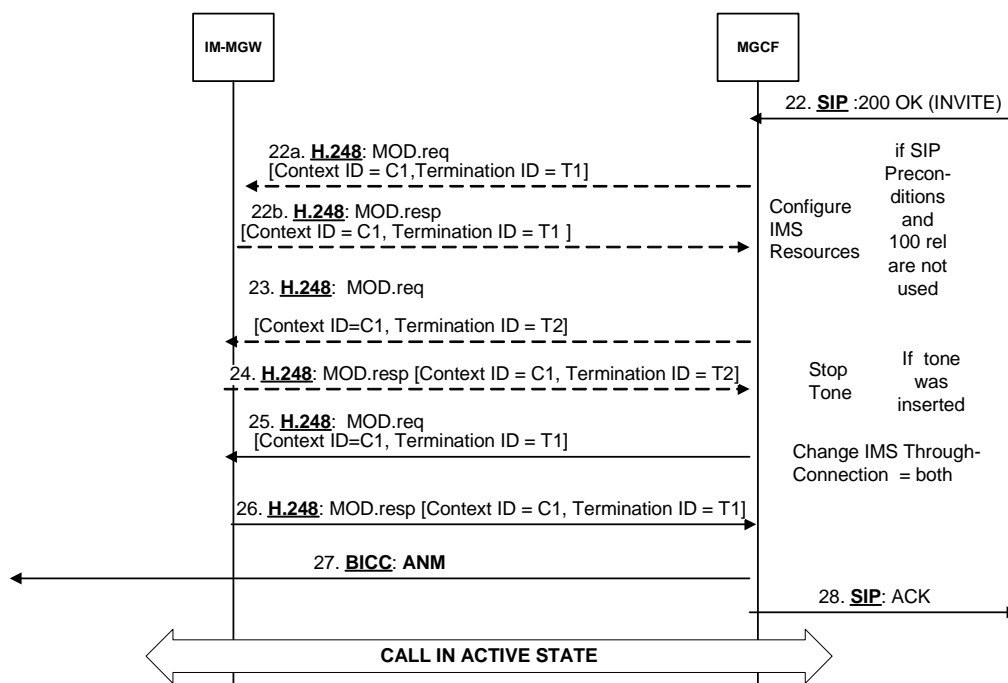 IM-MGW
MGCF
22. SIP :200 OK (INVITE)
22a. H.248: MOD.req
[Context ID = C1,Termination ID = T1]
22b. H.248: MOD.resp
[Context ID = C1, Termination ID = T1 ]
Configure
IMS
Resources
if SIP
Precon-
ditions
and
100 rel
are not
used
23. H.248: MOD.req
[Context ID=C1, Termination ID = T2]
24. H.248: MOD.resp [Context ID = C1, Termination ID = T2]
Stop
Tone
If tone
was
inserted
25. H.248: MOD.req
[Context ID=C1, Termination ID = T1]
Change IMS Through-
Connection = both
26. H.248: MOD.resp [Context ID = C1, Termination ID = T1]
27. BICC: ANM
28. SIP: ACK
CALL IN ACTIVE STATE